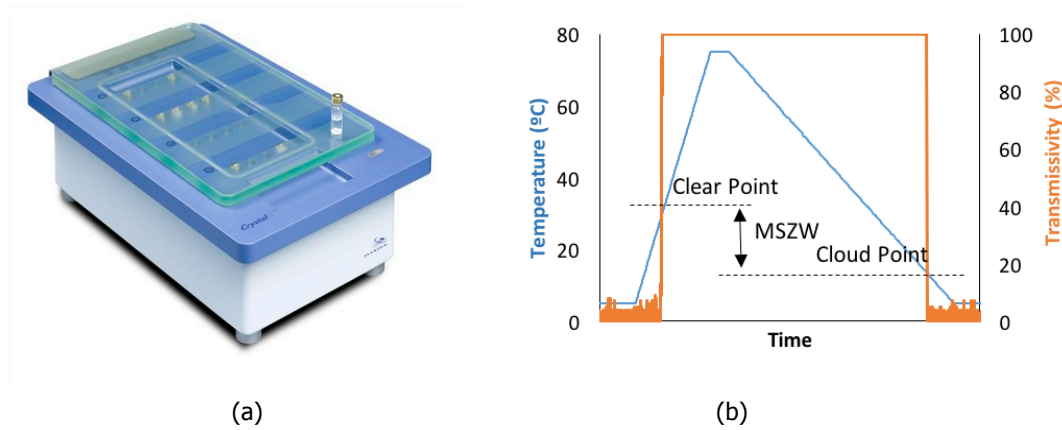 Crystal
80
60
40
20
0
Temperature (ºC)
100
80
60
40
20
0
Transmissivity (%)
Clear Point
MSZW
Cloud Point
Time
(a)
(b)